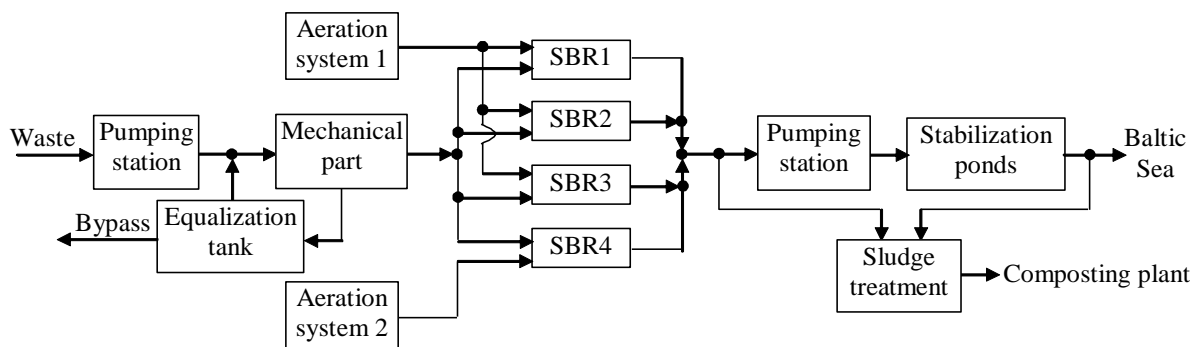 Aeration
system 1
SBR1
SBR2
SBR3
SBR4
Waste
Pumping
station
Mechanical
part
Equalization
tank
Bypass
Aeration
system 2
Pumping
station
Stabilization
ponds
Baltic
Sea
Sludge
treatment
Composting plant